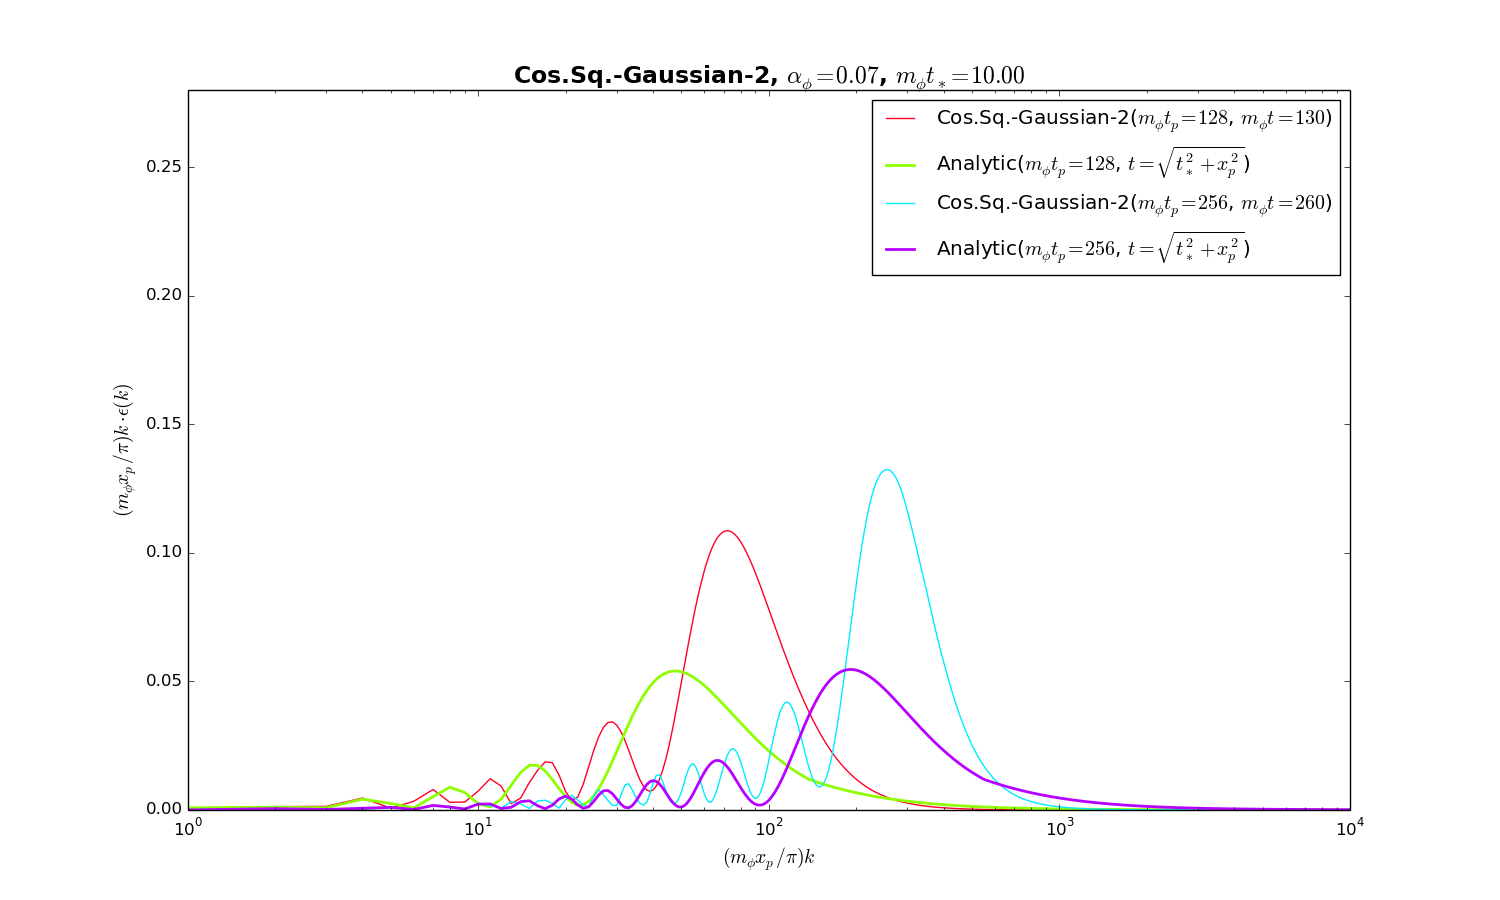 Cos.Sq.-Gaussian-2, α_ϕ=0.07, m_ϕt_*=10.00
Cos.Sq.-Gaussian-2(m_ϕt_p=128, m_ϕt=130)
Analytic(m_ϕt_p=128, t=√(t_*^2+x_p^2))
Cos.Sq.-Gaussian-2(m_ϕt_p=256, m_ϕt=260)
Analytic(m_ϕt_p=256, t=√(t_*^2+x_p^2))
(m_ϕx_p/π)k·ϵ(k)
0.25
0.20
0.15
0.10
0.05
0.00
10^0 10^1 10^2 10^3 10^4
(m_ϕx_p/π)k